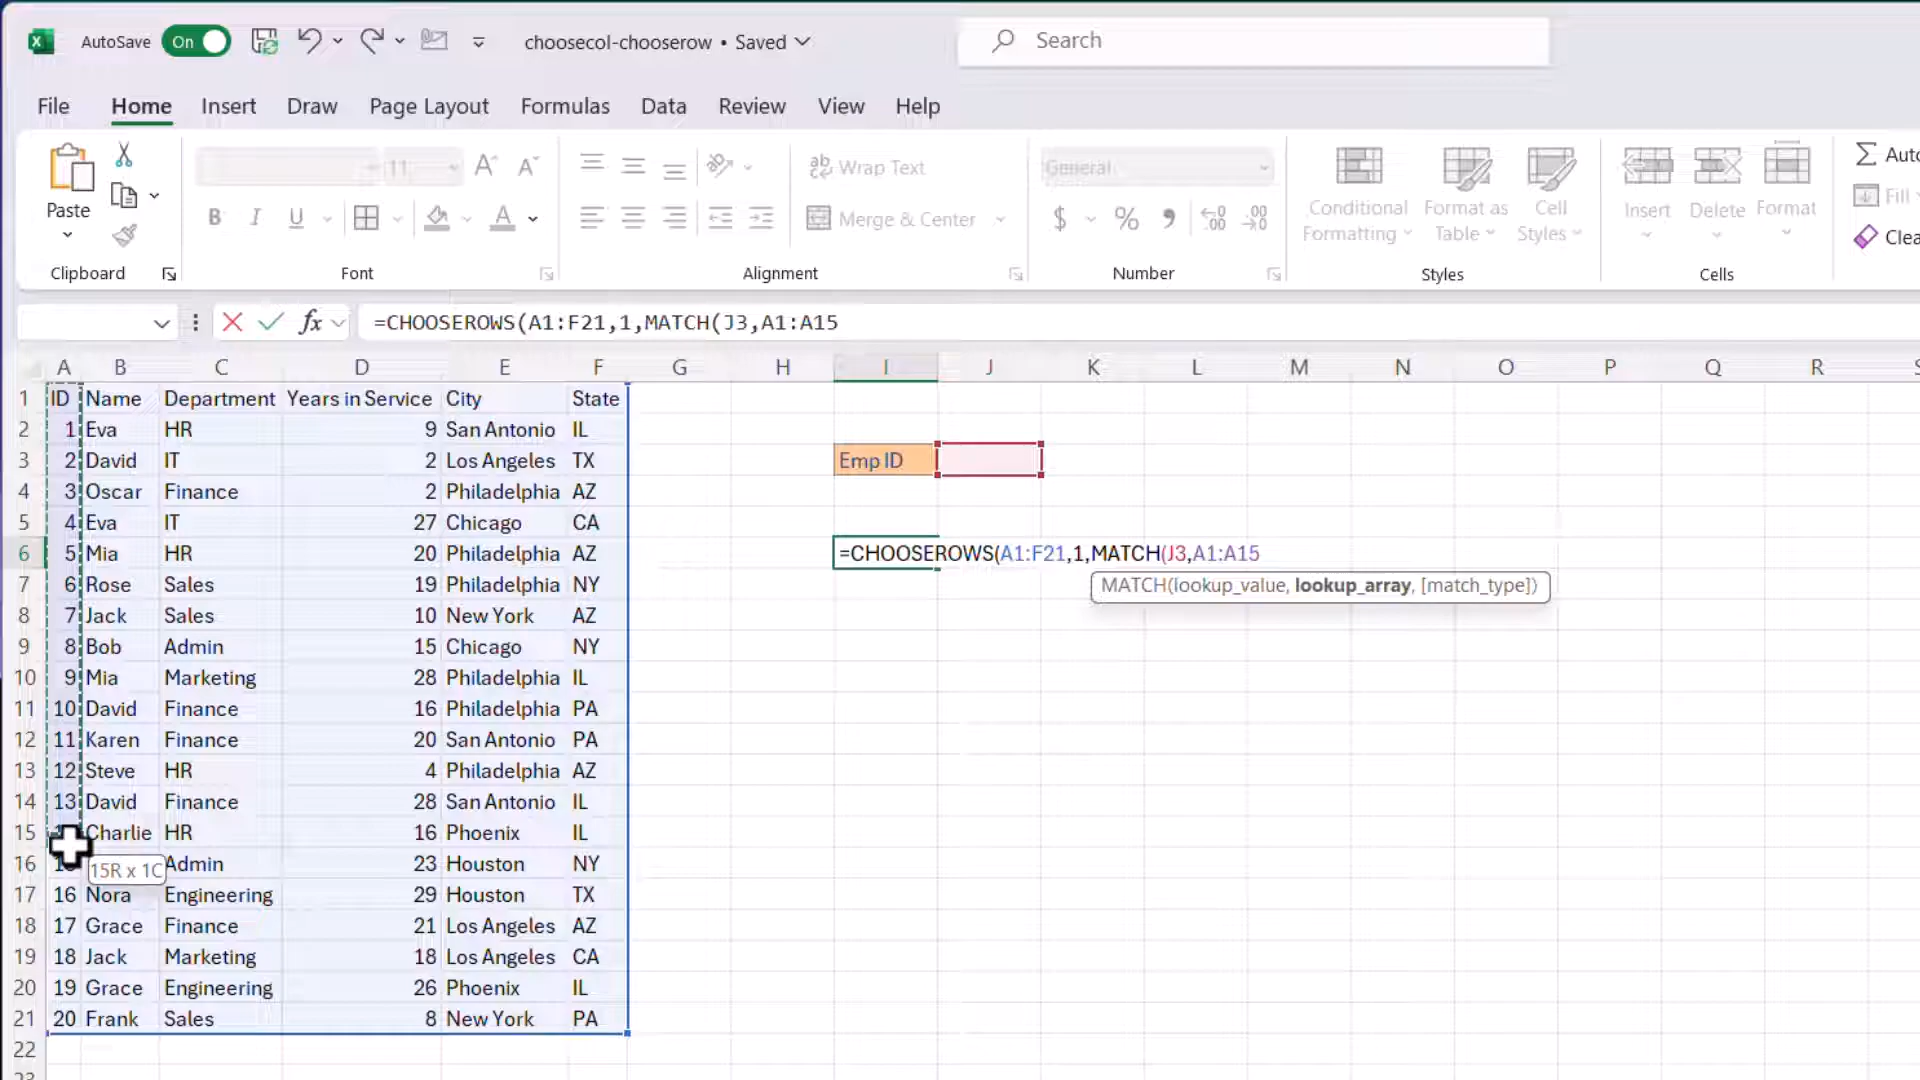 AutoSave On choosecol-chooserow • Saved Search
File Home Insert Draw Page Layout Formulas Data Review View Help
Paste 11 Wrap Text General $ % Conditional Formatting Format as Table Cell Styles Insert Delete Format Auto
B I U A Merge & Center Fill
Clea
Clipboard Font Alignment Number Styles Cells
fx =CHOOSEROWS(A1:F21,1,MATCH(J3,A1:A15
A B C D E F G H I J K L M N O P Q R
1 ID Name Department Years in Service City State
2 1 Eva HR 9 San Antonio IL
3 2 David IT 2 Los Angeles TX Emp ID
4 3 Oscar Finance 2 Philadelphia AZ
5 4 Eva IT 27 Chicago CA
6 5 Mia HR 20 Philadelphia AZ =CHOOSEROWS(A1:F21,1,MATCH(J3,A1:A15
7 6 Rose Sales 19 Philadelphia NY MATCH(lookup_value, lookup_array, [match_type])
8 7 Jack Sales 10 New York AZ
9 8 Bob Admin 15 Chicago NY
10 9 Mia Marketing 28 Philadelphia IL
11 10 David Finance 16 Philadelphia PA
12 11 Karen Finance 20 San Antonio PA
13 12 Steve HR 4 Philadelphia AZ
14 13 David Finance 28 San Antonio IL
15 Charlie HR 16 Phoenix IL
16 15R x 1C Admin 23 Houston NY
17 16 Nora Engineering 29 Houston TX
18 17 Grace Finance 21 Los Angeles AZ
19 18 Jack Marketing 18 Los Angeles CA
20 19 Grace Engineering 26 Phoenix IL
21 20 Frank Sales 8 New York PA
22